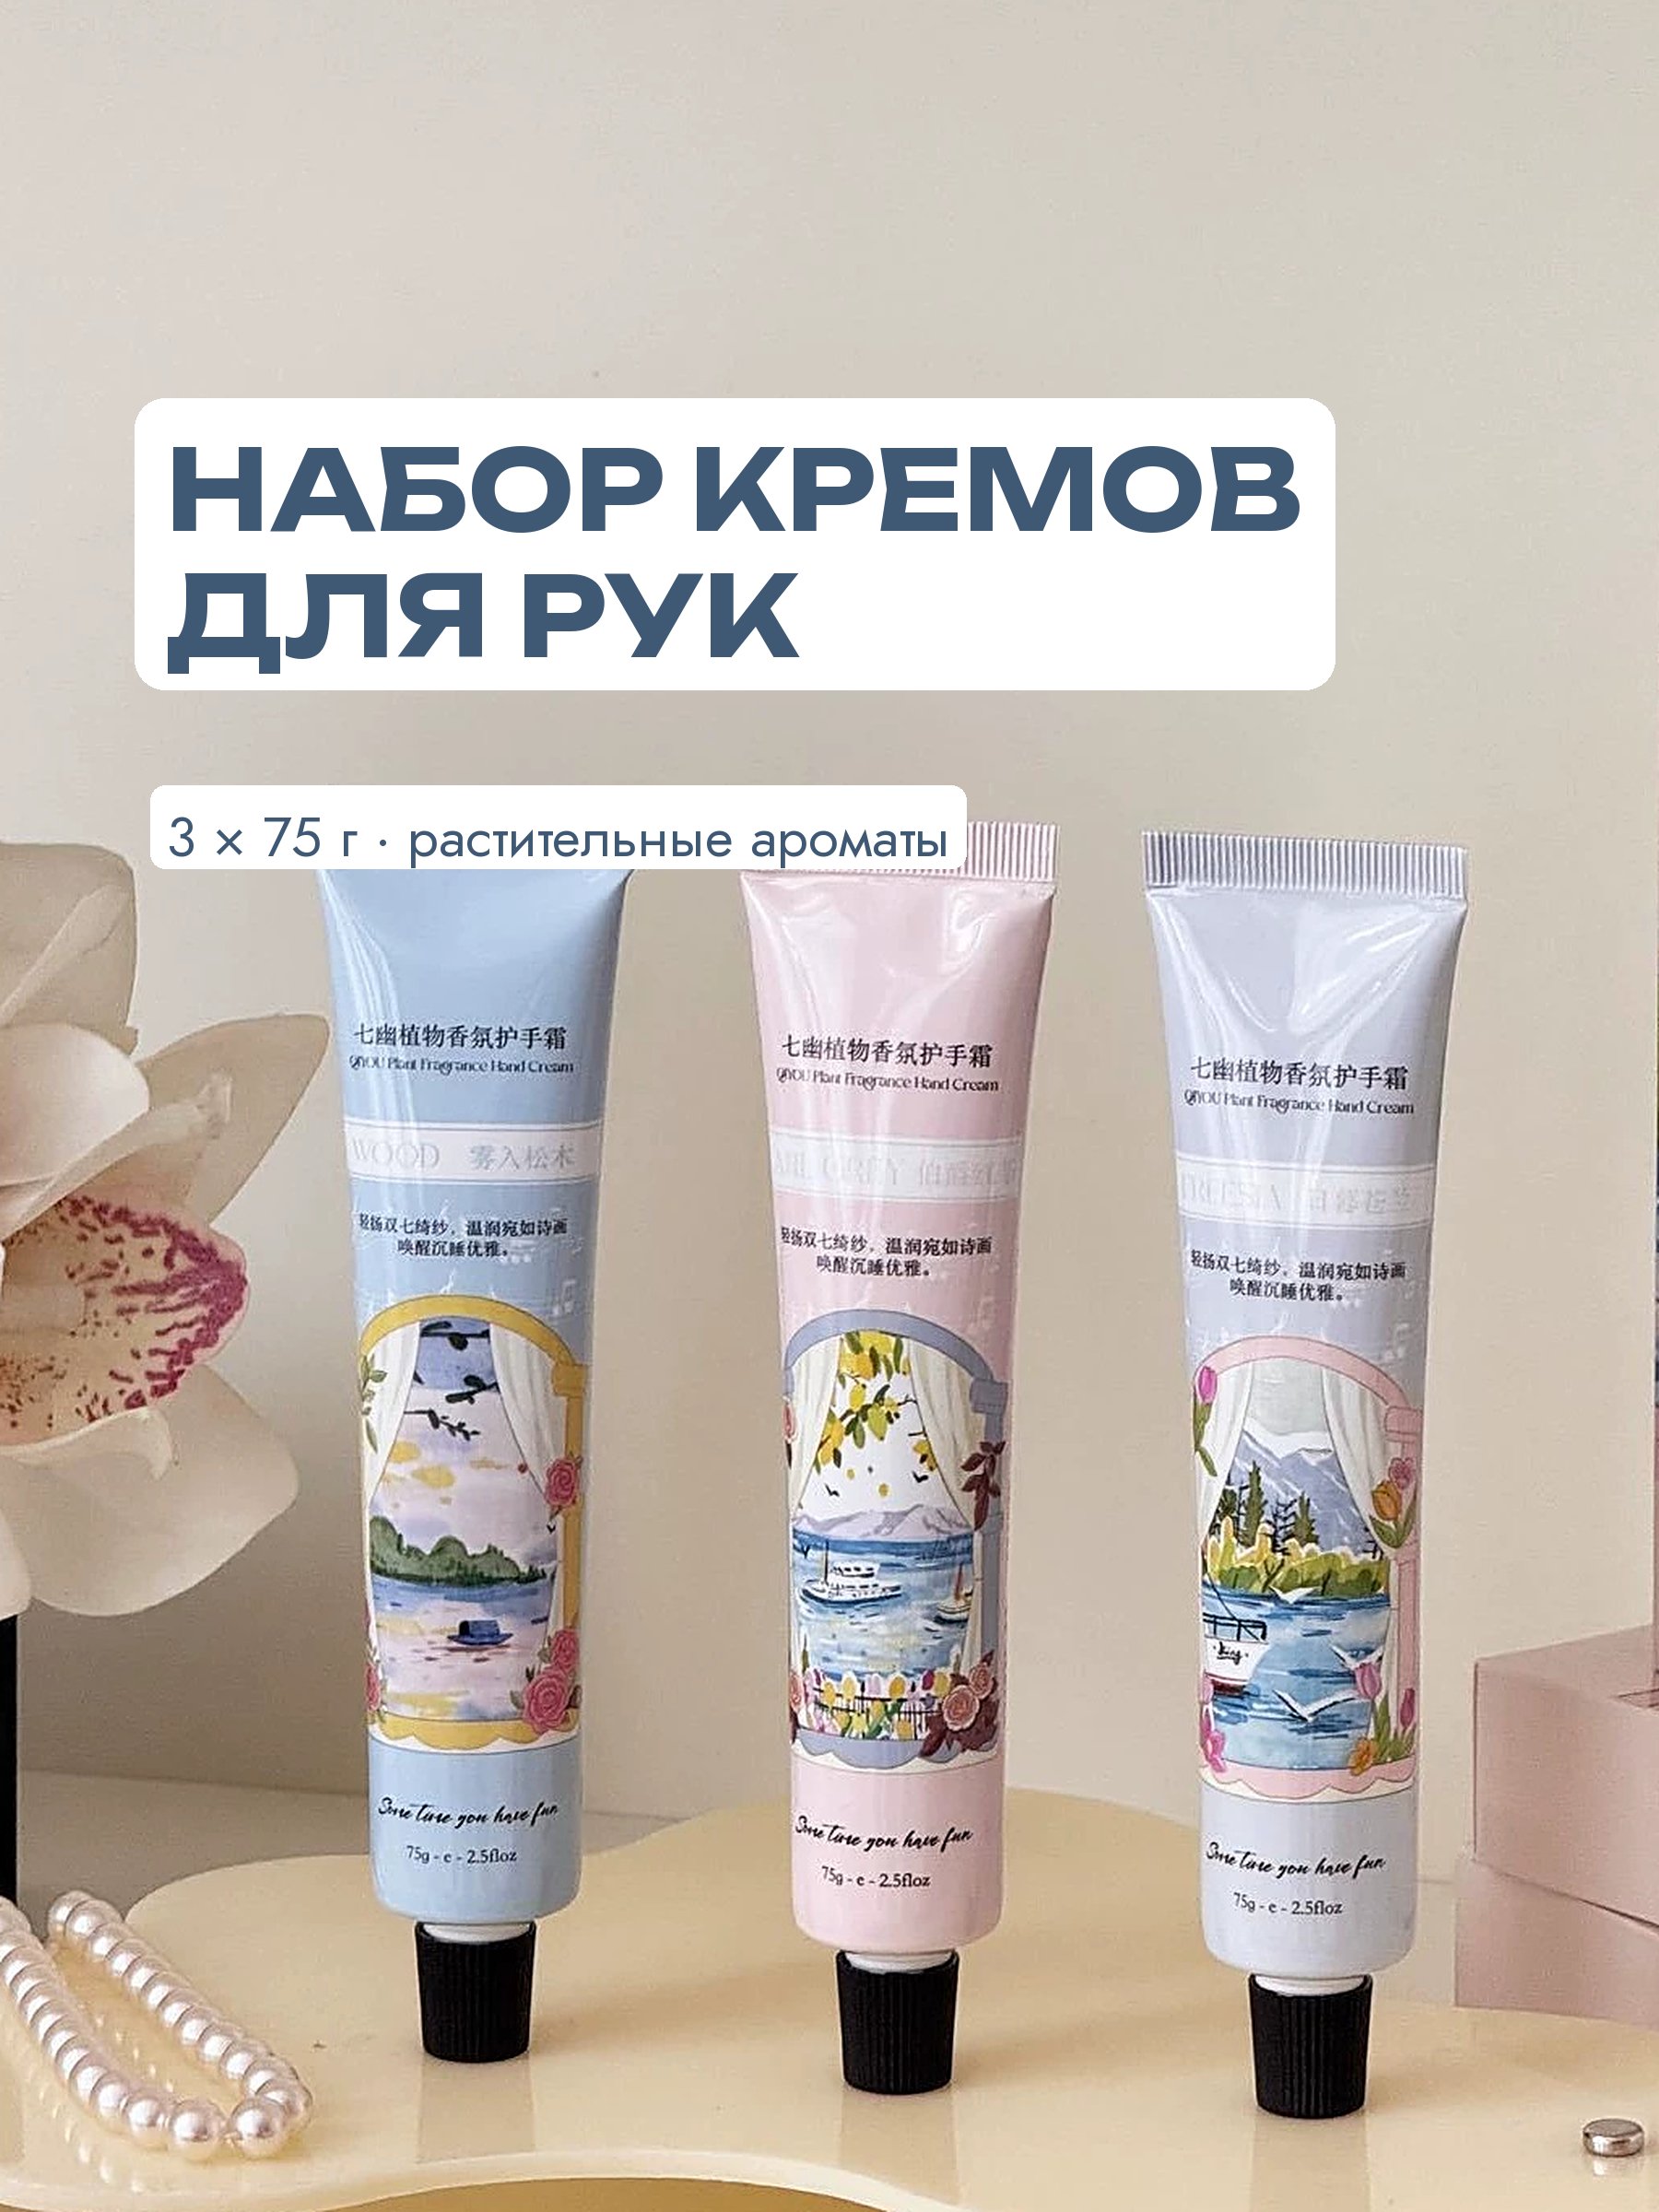 НАБОР КРЕМОВ
ДЛЯ РУК
3 × 75 г · растительные ароматы
七幽植物香氛护手霜
QIYOU Plant Fragrance Hand Cream
WOOD 雾入松木
轻扬双七绮纱，温润宛如诗画
唤醒沉睡优雅。
Some time you have fun
75g - e - 2.5floz
七幽植物香氛护手霜
QIYOU Plant Fragrance Hand Cream
GREY 伯爵红茶
轻扬双七绮纱，温润宛如诗画
唤醒沉睡优雅。
Some time you have fun
75g - e - 2.5floz
七幽植物香氛护手霜
QIYOU Plant Fragrance Hand Cream
FREESIA
轻扬双七绮纱，温润宛如诗画
唤醒沉睡优雅。
Some time you have fun
75g - e - 2.5floz